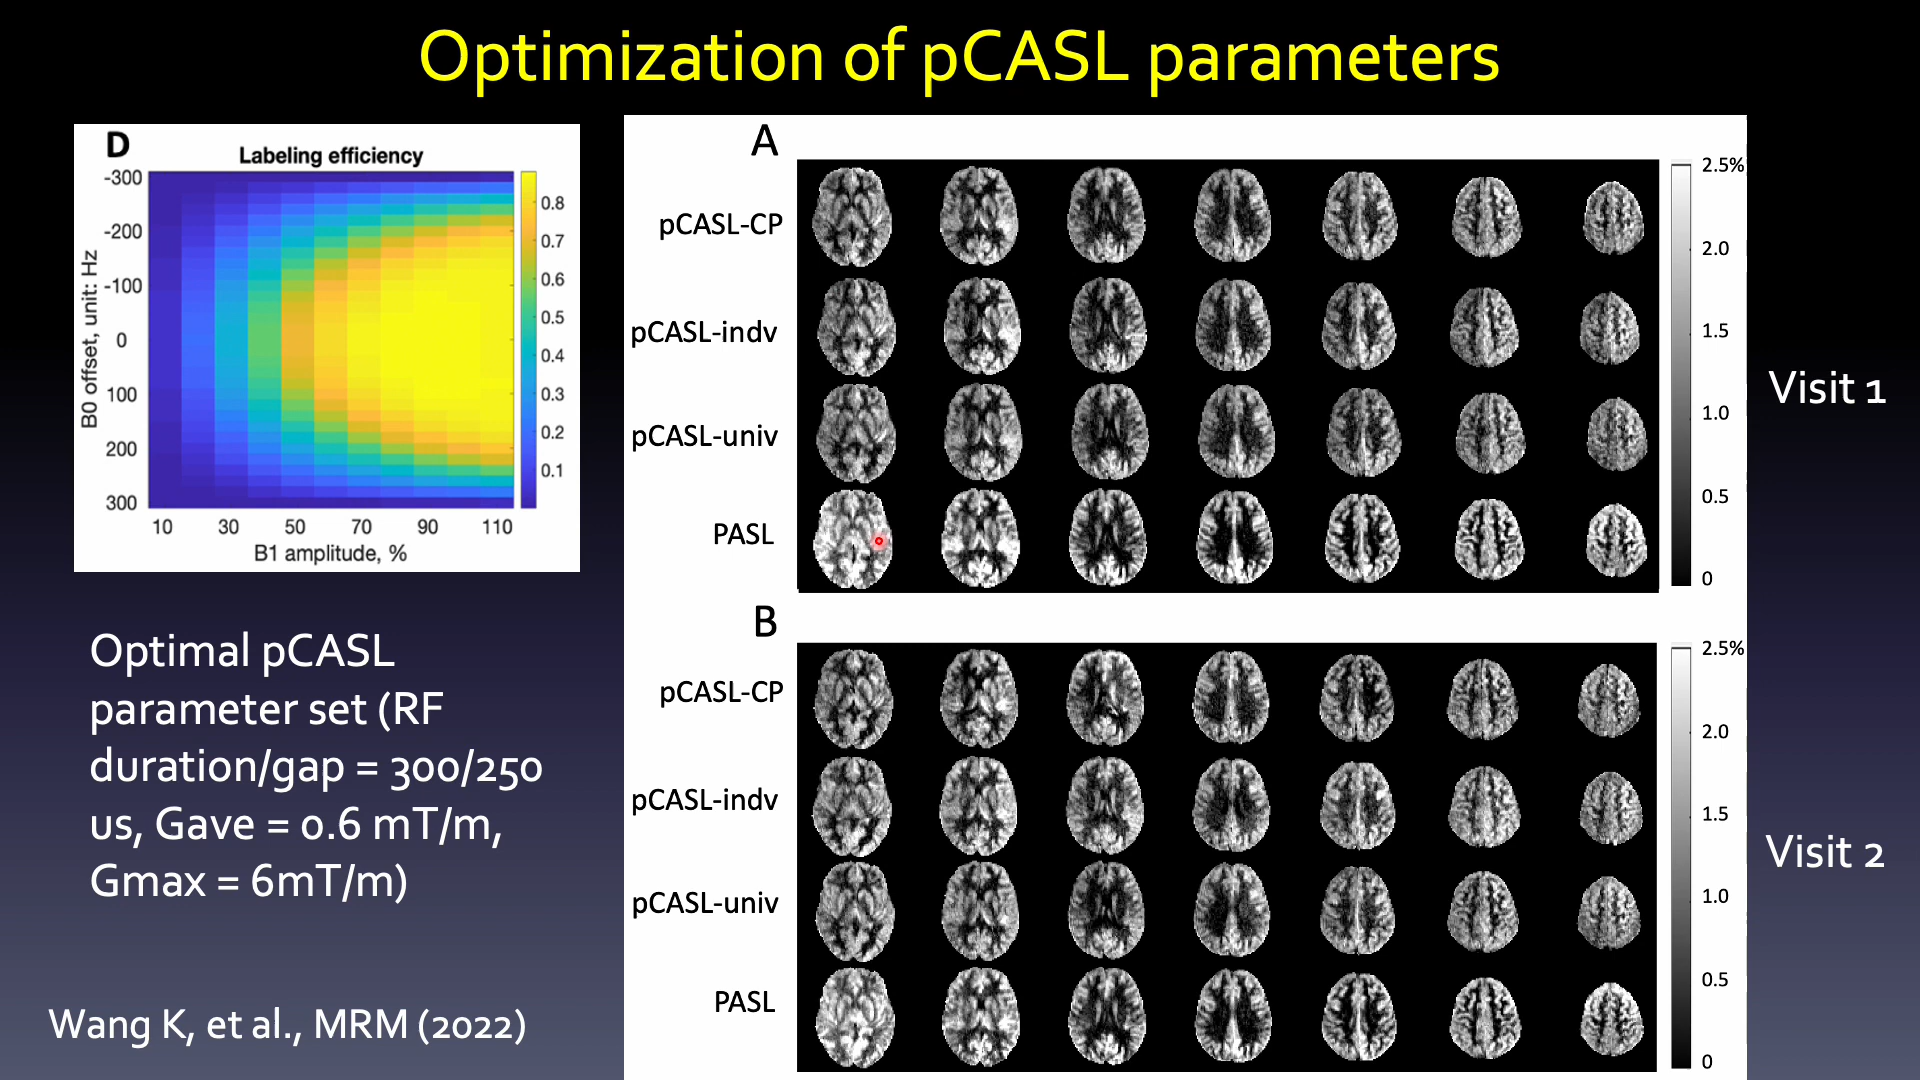 Optimization of pCASL parameters
D
Labeling efficiency
-300
-200
-100
0
100
200
300
B0 offset, unit: Hz
10 30 50 70 90 110
B1 amplitude, %
0.8
0.7
0.6
0.5
0.4
0.3
0.2
0.1
Optimal pCASL
parameter set (RF
duration/gap = 300/250
us, Gave = 0.6 mT/m,
Gmax = 6mT/m)
Wang K, et al., MRM (2022)
A
pCASL-CP
pCASL-indv
pCASL-univ
PASL
2.5%
2.0
1.5
1.0
0.5
0
Visit 1
B
pCASL-CP
pCASL-indv
pCASL-univ
PASL
2.5%
2.0
1.5
1.0
0.5
0
Visit 2